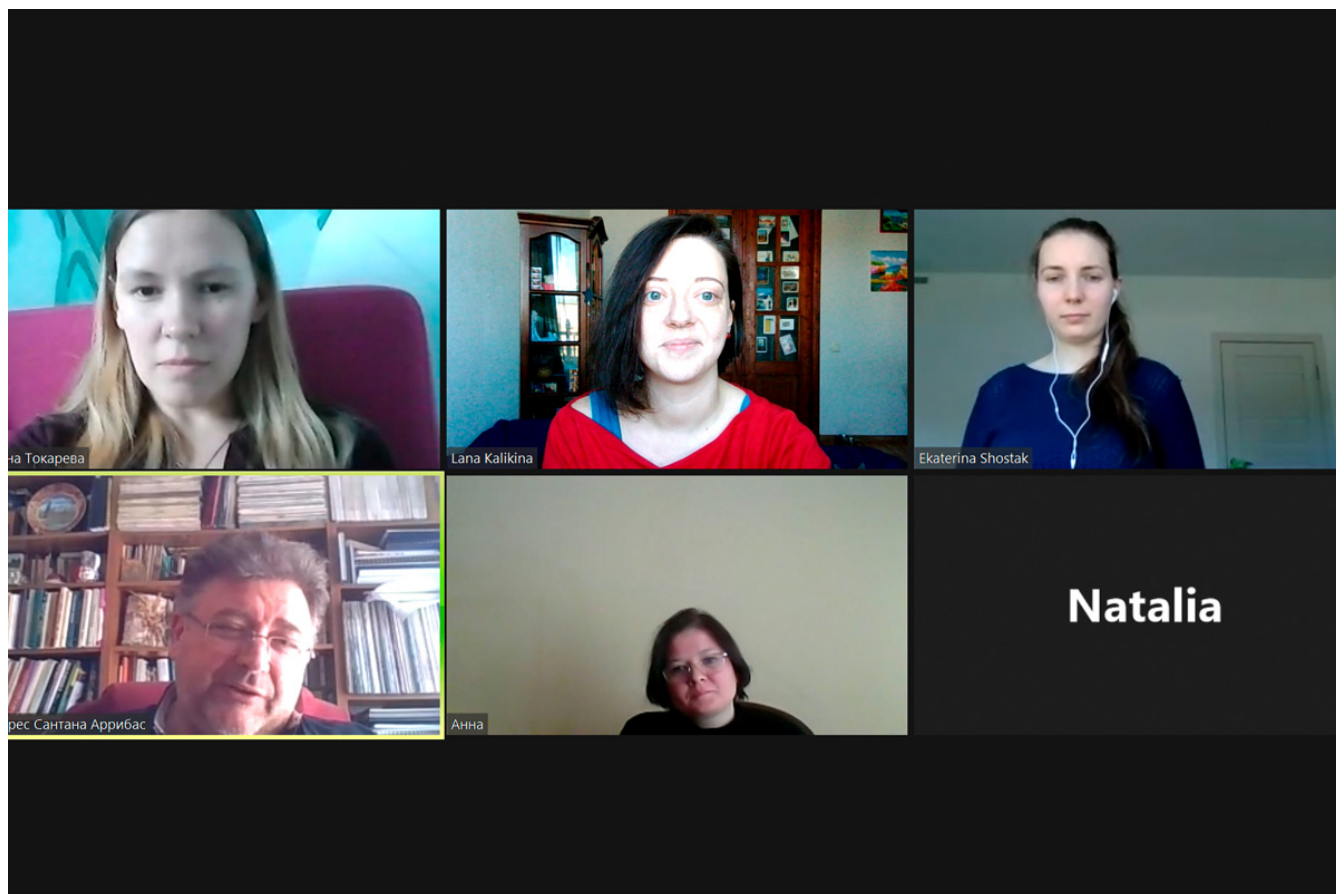 на Токарева
Lana Kalikina
Ekaterina Shostak
рес Сантана Аррибас
Анна
Natalia